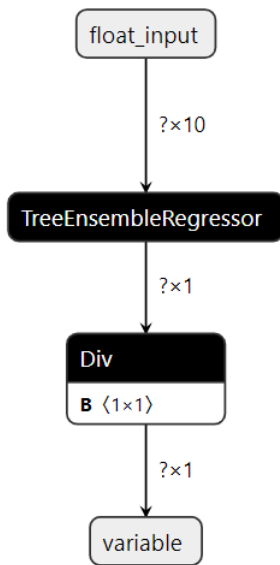 float_input
?×10
TreeEnsembleRegressor
?×1
Div
B ⟨1×1⟩
?×1
variable